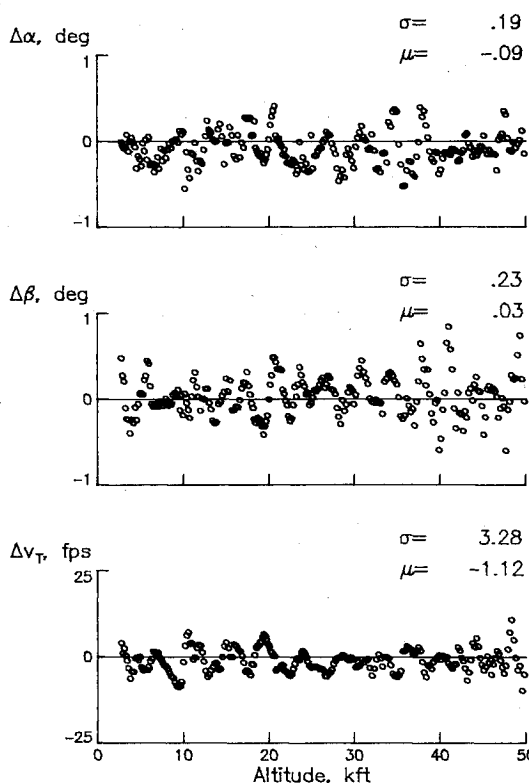 σ= .19
Δα, deg
μ= -.09
1
0
-1
σ= .23
Δβ, deg
μ= .03
1
0
-1
σ= 3.28
Δv_T, fps
μ= -1.12
25
0
-25
0 10 20 30 40 50
Altitude, kft